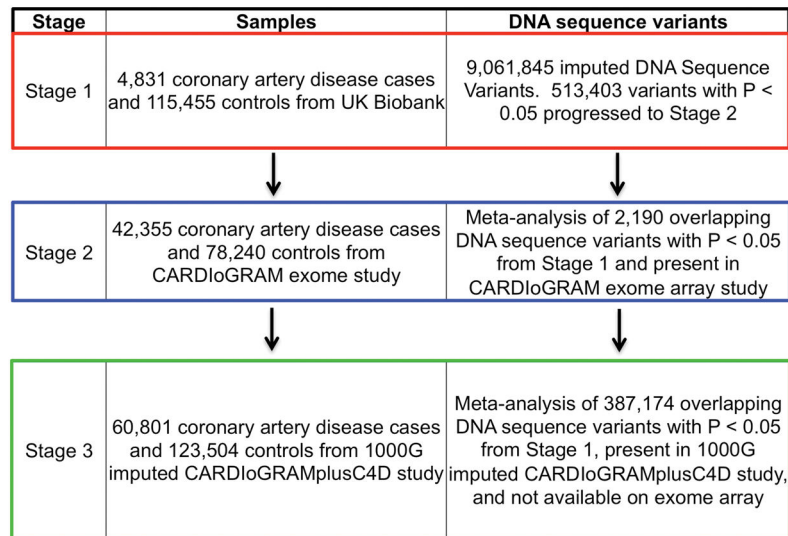 Stage Samples DNA sequence variants
Stage 1
4,831 coronary artery disease cases
and 115,455 controls from UK Biobank
9,061,845 imputed DNA Sequence
Variants. 513,403 variants with P <
0.05 progressed to Stage 2
Stage 2
42,355 coronary artery disease cases
and 78,240 controls from
CARDIoGRAM exome study
Meta-analysis of 2,190 overlapping
DNA sequence variants with P < 0.05
from Stage 1 and present in
CARDIoGRAM exome array study
Stage 3
60,801 coronary artery disease cases
and 123,504 controls from 1000G
imputed CARDIoGRAMplusC4D study
Meta-analysis of 387,174 overlapping
DNA sequence variants with P < 0.05
from Stage 1, present in 1000G
imputed CARDIoGRAMplusC4D study,
and not available on exome array